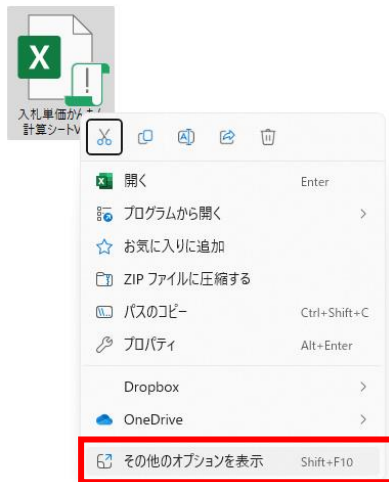 入札単価かんたん
計算シートV
開く Enter
プログラムから開く
お気に入りに追加
ZIP ファイルに圧縮する
パスのコピー Ctrl+Shift+C
プロパティ Alt+Enter
Dropbox
OneDrive
その他のオプションを表示 Shift+F10